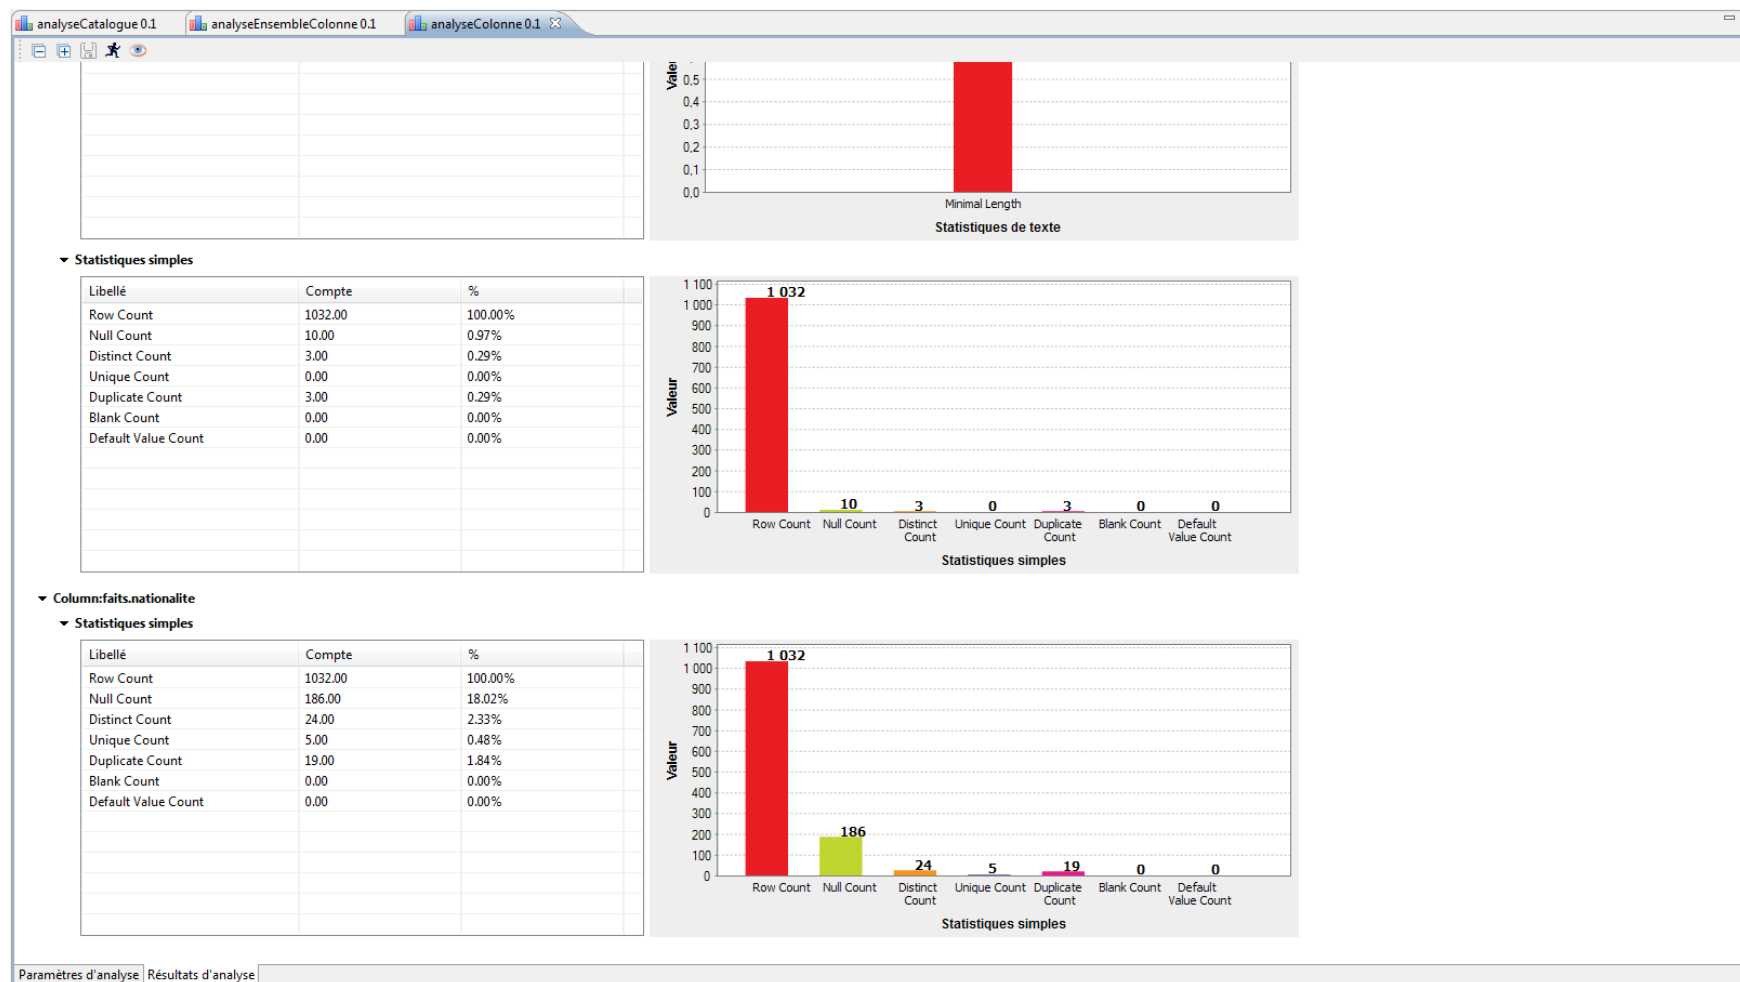 analyseCatalogue 0.1
analyseEnsembleColonne 0.1
analyseColonne 0.1
0,5
0,4
0,3
0,2
0,1
0,0
Minimal Length
Statistiques de texte
Statistiques simples
Libellé Compte %
Row Count 1032.00 100.00%
Null Count 10.00 0.97%
Distinct Count 3.00 0.29%
Unique Count 0.00 0.00%
Duplicate Count 3.00 0.29%
Blank Count 0.00 0.00%
Default Value Count 0.00 0.00%
Valeur
1 100
1 000
900
800
700
600
500
400
300
200
100
0
1 032
10
3
0
3
0
0
Row Count
Null Count
Distinct
Count
Unique Count
Duplicate
Count
Blank Count
Default
Value Count
Statistiques simples
Column:faits.nationalite
Statistiques simples
Libellé Compte %
Row Count 1032.00 100.00%
Null Count 186.00 18.02%
Distinct Count 24.00 2.33%
Unique Count 5.00 0.48%
Duplicate Count 19.00 1.84%
Blank Count 0.00 0.00%
Default Value Count 0.00 0.00%
Valeur
1 100
1 000
900
800
700
600
500
400
300
200
100
0
1 032
186
24
5
19
0
0
Row Count
Null Count
Distinct
Count
Unique Count
Duplicate
Count
Blank Count
Default
Value Count
Statistiques simples
Paramètres d'analyse
Résultats d'analyse